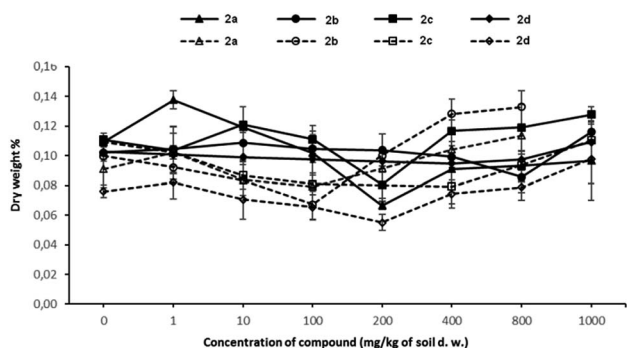 2a 2b 2c 2d
2a 2b 2c 2d
0,16
0,14
0,12
0,10
0,08
0,06
0,04
0,02
0,00
Dry weight %
0 1 10 100 200 400 800 1000
Concentration of compound (mg/kg of soil d. w.)